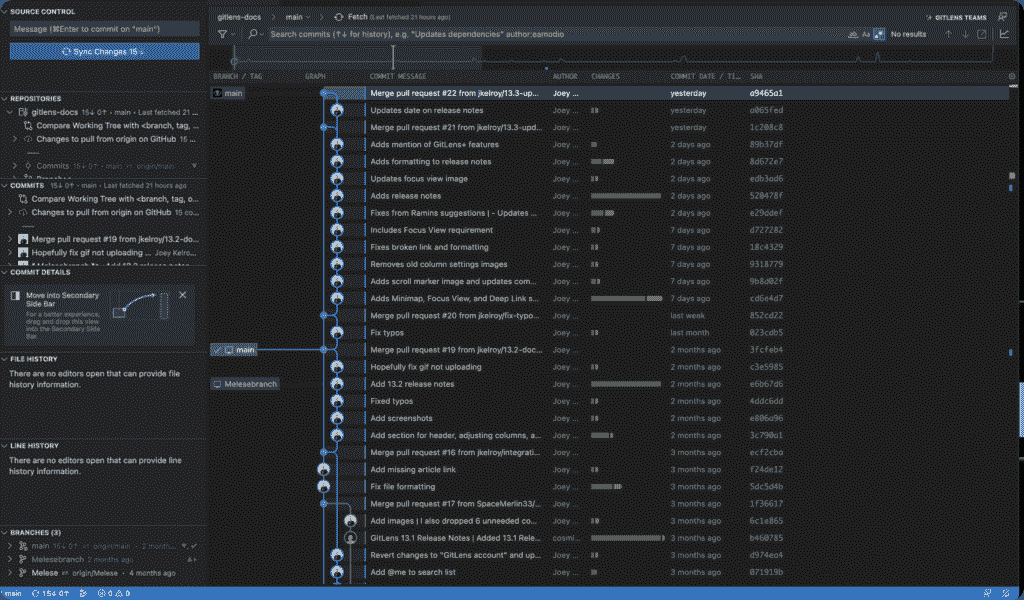 SOURCE CONTROL
Message (⌘Enter to commit on "main")
Sync Changes 15↓
REPOSITORIES
gitlens-docs 15↓ 0↑ • main • Last fetched 2...
Compare Working Tree with <branch, tag, ...
Changes to pull from origin on GitHub 15 ...
Commits 15↓ 0↑ • main ⇄ origin/main
COMMITS 15↓ 0↑ • main • Last fetched 21 hours ago
Compare Working Tree with <branch, tag, o...
Changes to pull from origin on GitHub 15 co...
Merge pull request #19 from jkelroy/13.2-do...
Hopefully fix gif not uploading ... Joey Kelro...
COMMIT DETAILS
Move into Secondary
Side Bar
For a better experience,
drag and drop this view
into the Secondary Side
Bar.
FILE HISTORY
There are no editors open that can provide file
history information.
LINE HISTORY
There are no editors open that can provide line
history information.
BRANCHES (3)
main 15↓ ⇄ origin/main • 2 month...
Melesebranch 2 months ago
Melese ⇄ origin/Melese • 4 months ago
gitlens-docs main Fetch (Last fetched 21 hours ago) GITLENS TEAMS
Search commits (↑↓ for history), e.g. "Updates dependencies" author:eamodio Aa No results
BRANCH / TAG GRAPH COMMIT MESSAGE AUTHOR CHANGES COMMIT DATE / TI... SHA
main Merge pull request #22 from jkelroy/13.3-up... Joey ... yesterday a9465a1
Updates date on release notes Joey ... yesterday a065fed
Merge pull request #21 from jkelroy/13.3-upd... Joey ... yesterday 1c208c8
Adds mention of GitLens+ features Joey ... 2 days ago 89b37df
Adds formatting to release notes Joey ... 2 days ago 8d672e7
Updates focus view image Joey ... 2 days ago edb3ad6
Adds release notes Joey ... 2 days ago 520478f
Fixes from Ramins suggestions | - Updates ... Joey ... 7 days ago e29ddef
Includes Focus View requirement Joey ... 7 days ago d727282
Fixes broken link and formatting Joey ... 7 days ago 18c4329
Removes old column settings images Joey ... 7 days ago 9318779
Adds scroll marker image and updates com... Joey ... 7 days ago 9b8d02f
Adds Minimap, Focus View, and Deep Link s... Joey ... 7 days ago cd6e4d7
Merge pull request #20 from jkelroy/fix-typo... Joey ... last week 852cd22
Fix typos Joey ... last month 023cdb5
main Merge pull request #19 from jkelroy/13.2-doc... Joey ... 2 months ago 3fcfeb4
Hopefully fix gif not uploading Joey ... 2 months ago c3e5985
Melesebranch Add 13.2 release notes Joey ... 2 months ago e6b67d6
Fixed typos Joey ... 2 months ago 4ddc6dd
Add screenshots Joey ... 2 months ago e806a96
Add section for header, adjusting columns, a... Joey ... 2 months ago 3c790a1
Merge pull request #16 from jkelroy/integrati... Joey ... 3 months ago ecf2cba
Add missing article link Joey ... 3 months ago f24de12
Fix file formatting Joey ... 3 months ago 5dc5d4b
Merge pull request #17 from SpaceMerlin33/... Joey ... 3 months ago 1f36617
Add images | I also dropped 6 unneeded co... Joey ... 3 months ago 6c1e865
GitLens 13.1 Release Notes | Added 13.1 Rele... cosmi... 3 months ago b460785
Revert changes to "GitLens account" and up... Joey ... 3 months ago d974ea4
Add @me to search list Joey ... 3 months ago 071919b
main 15↓ 0↑ 0 0